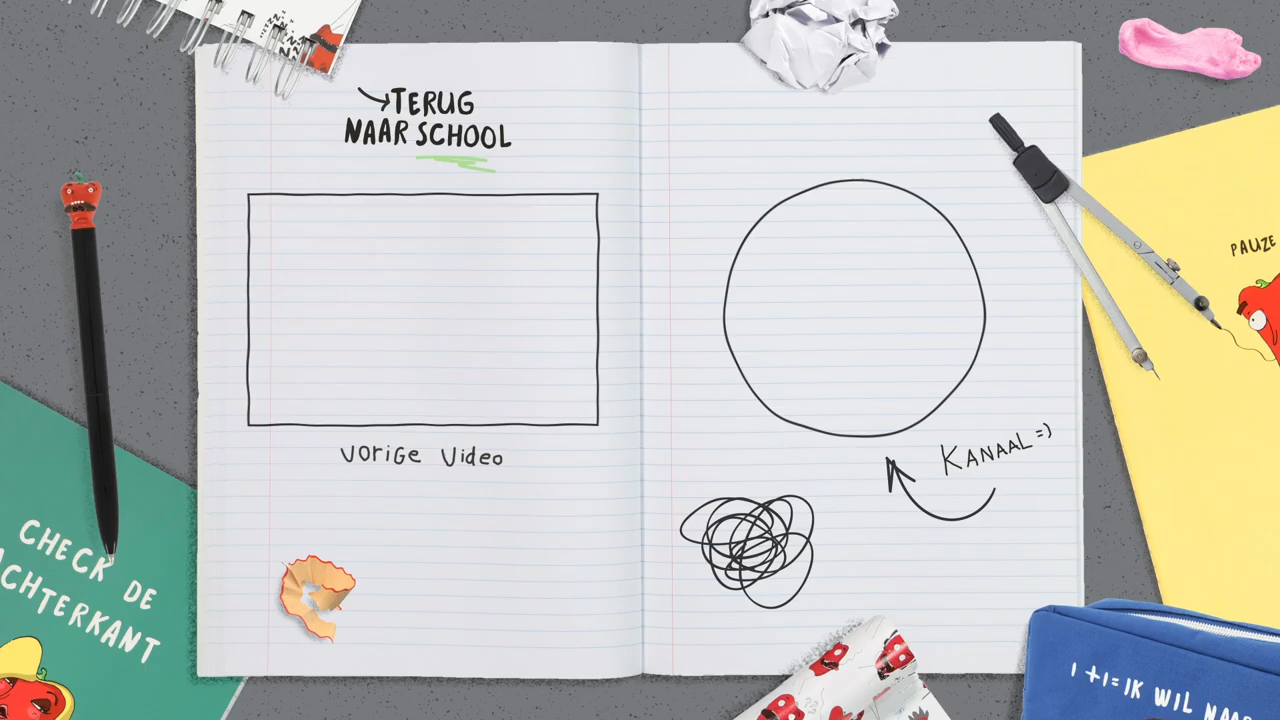 TERUG
NAAR SCHOOL
VORIGE VIDEO
KANAAL =)
PAUZE
CHECK DE
ACHTERKANT
1+1=IK WIL NAAR